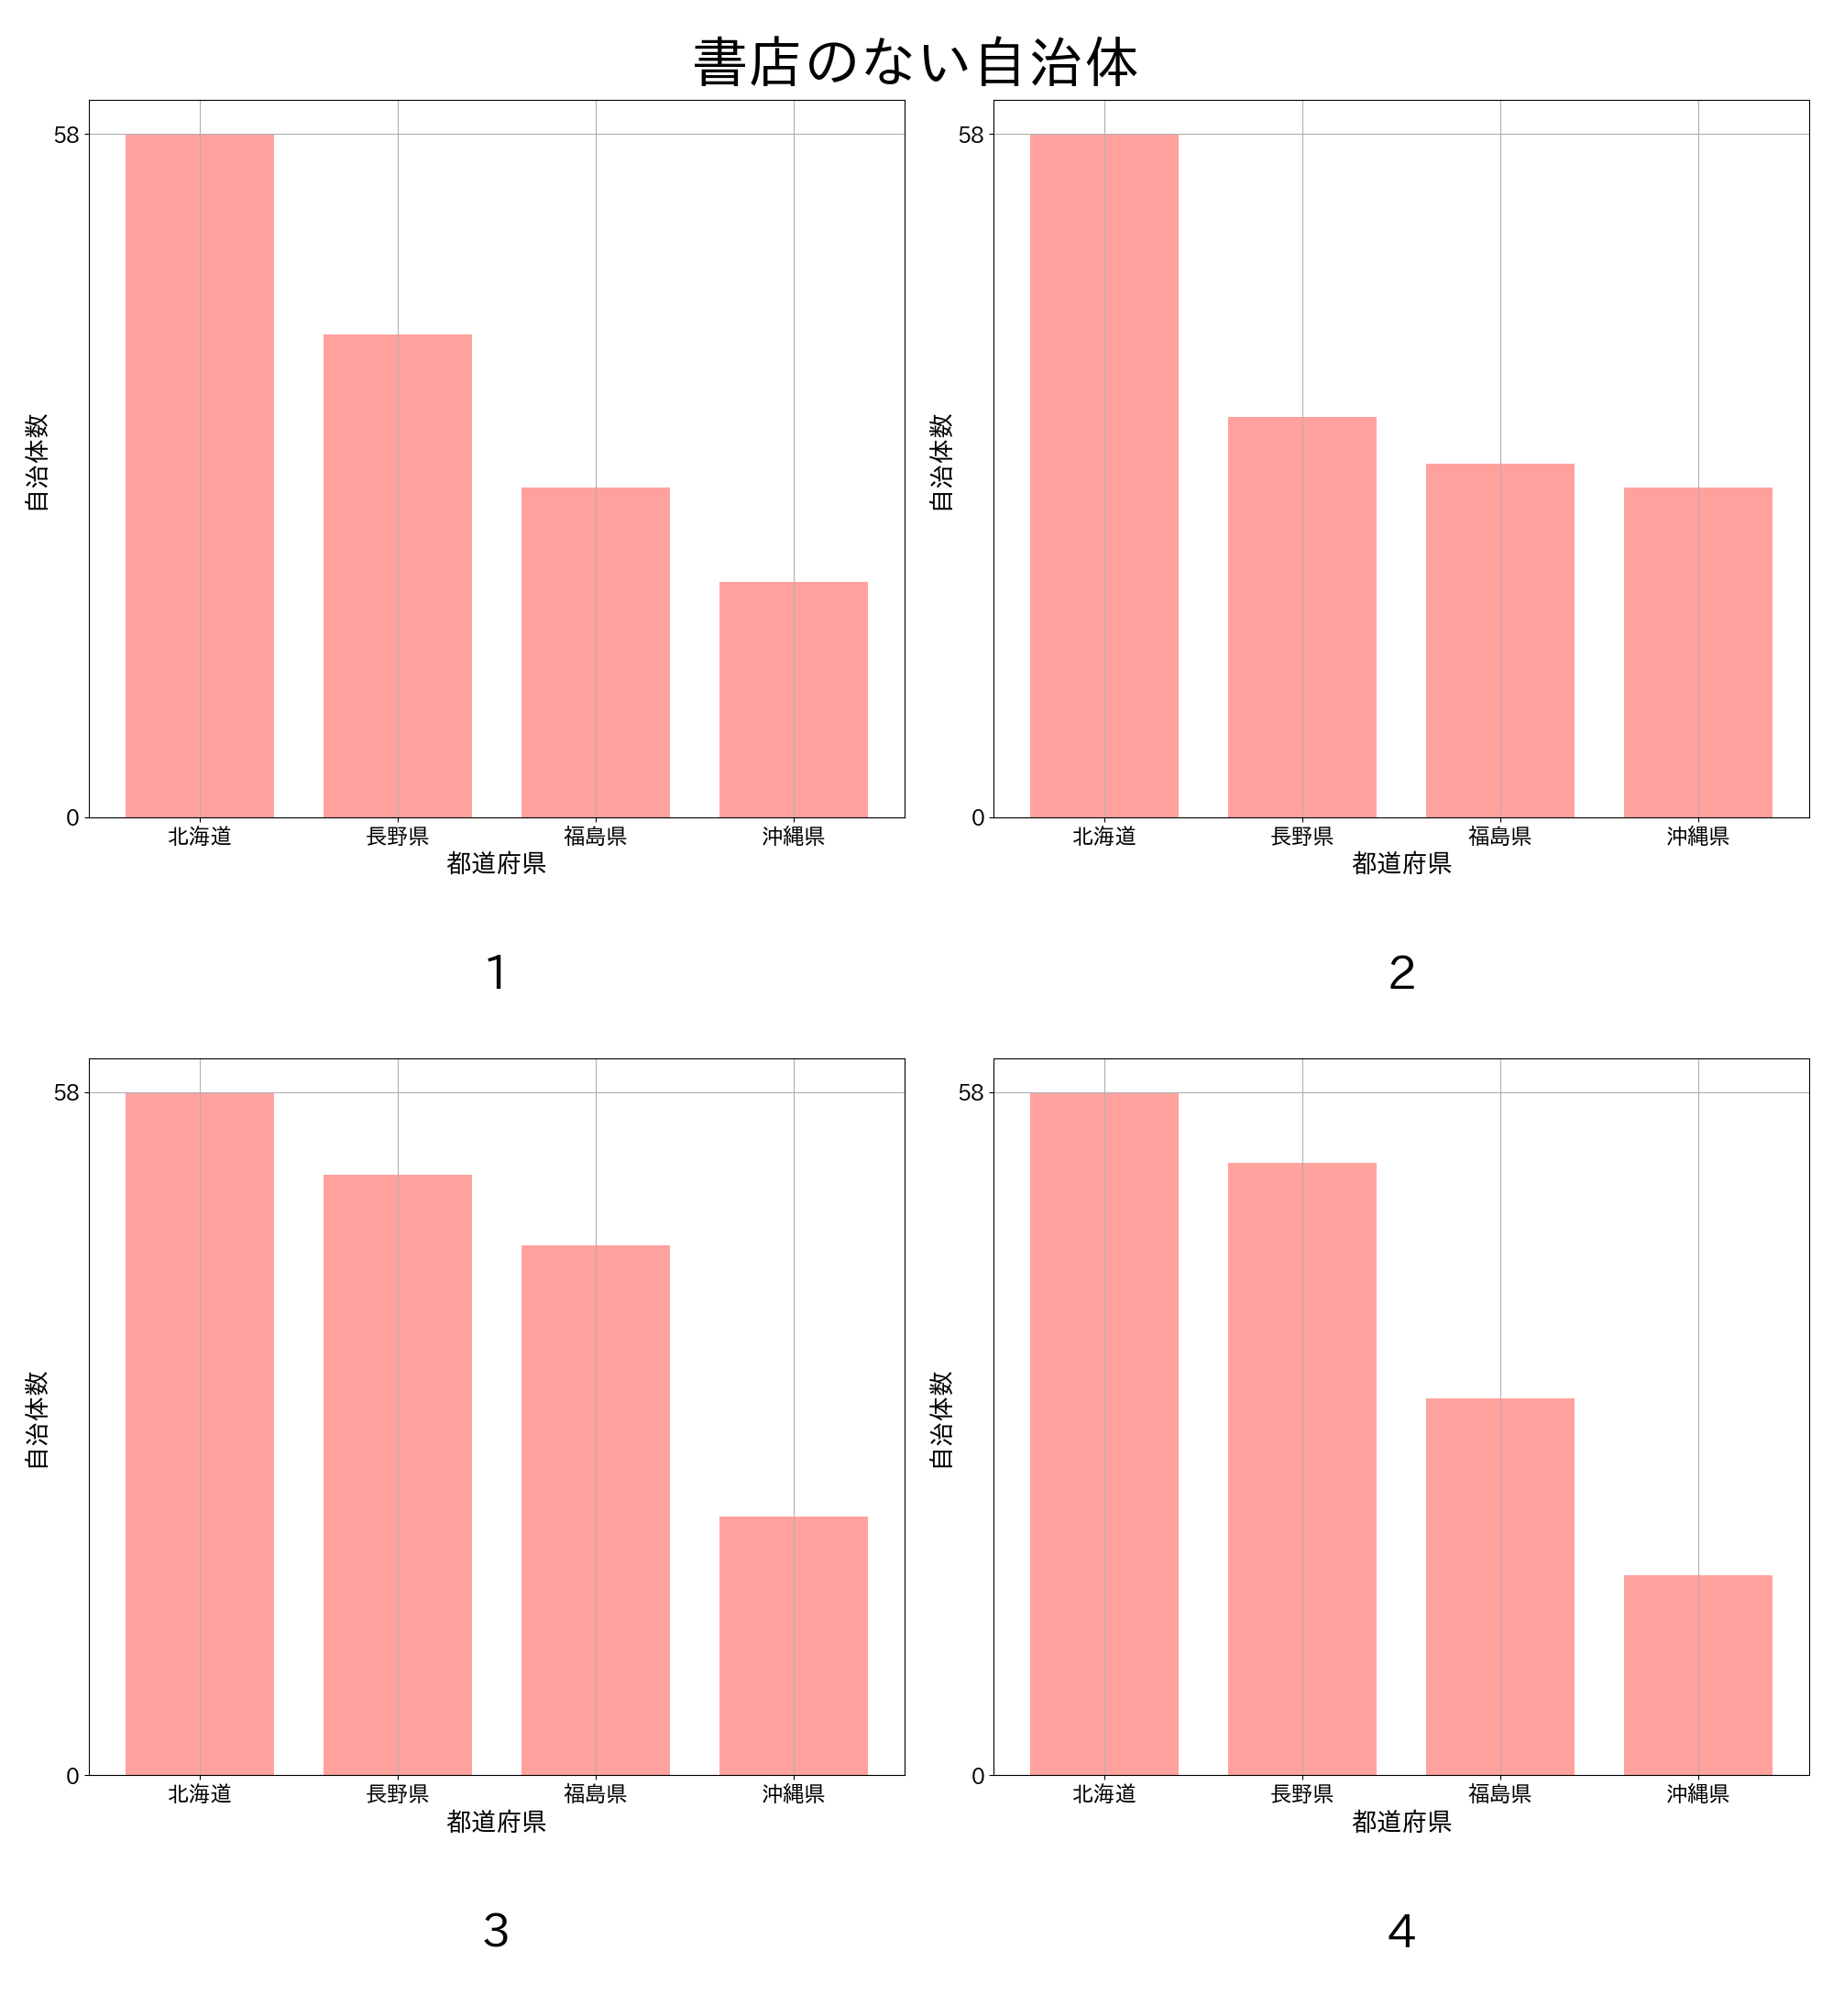 書店のない自治体
58
0
自治体数
北海道 長野県 福島県 沖縄県
都道府県
1
58
0
自治体数
北海道 長野県 福島県 沖縄県
都道府県
2
58
0
自治体数
北海道 長野県 福島県 沖縄県
都道府県
3
58
0
自治体数
北海道 長野県 福島県 沖縄県
都道府県
4